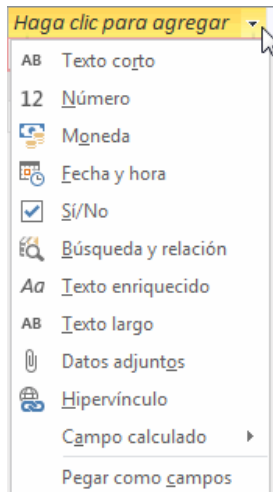 Haga clic para agregar
AB Texto corto
12 Número
Moneda
Fecha y hora
Sí/No
Búsqueda y relación
Aa Texto enriquecido
AB Texto largo
Datos adjuntos
Hipervínculo
Campo calculado
Pegar como campos